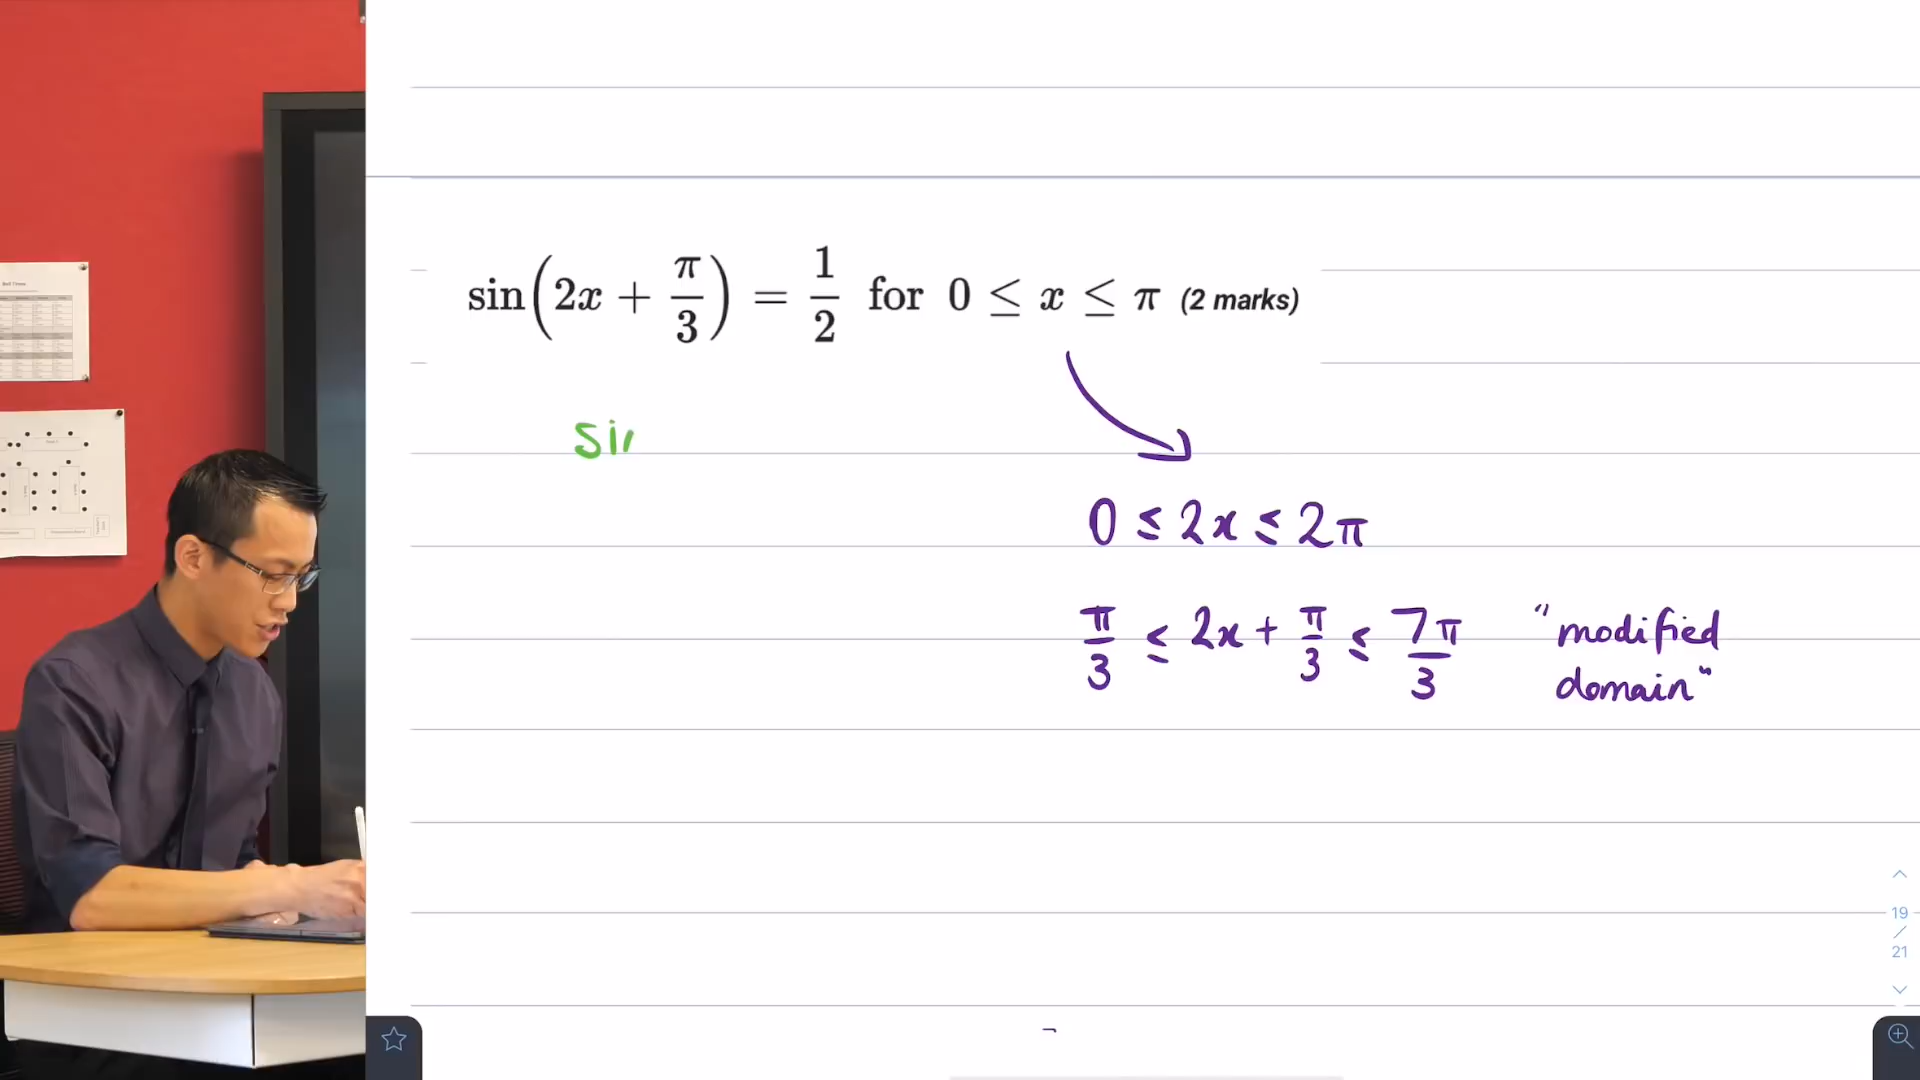 sin(2x + π/3) = 1/2 for 0 ≤ x ≤ π (2 marks)
sin
0 ≤ 2x ≤ 2π
π/3 ≤ 2x + π/3 ≤ 7π/3 "modified
domain"
19
/
21